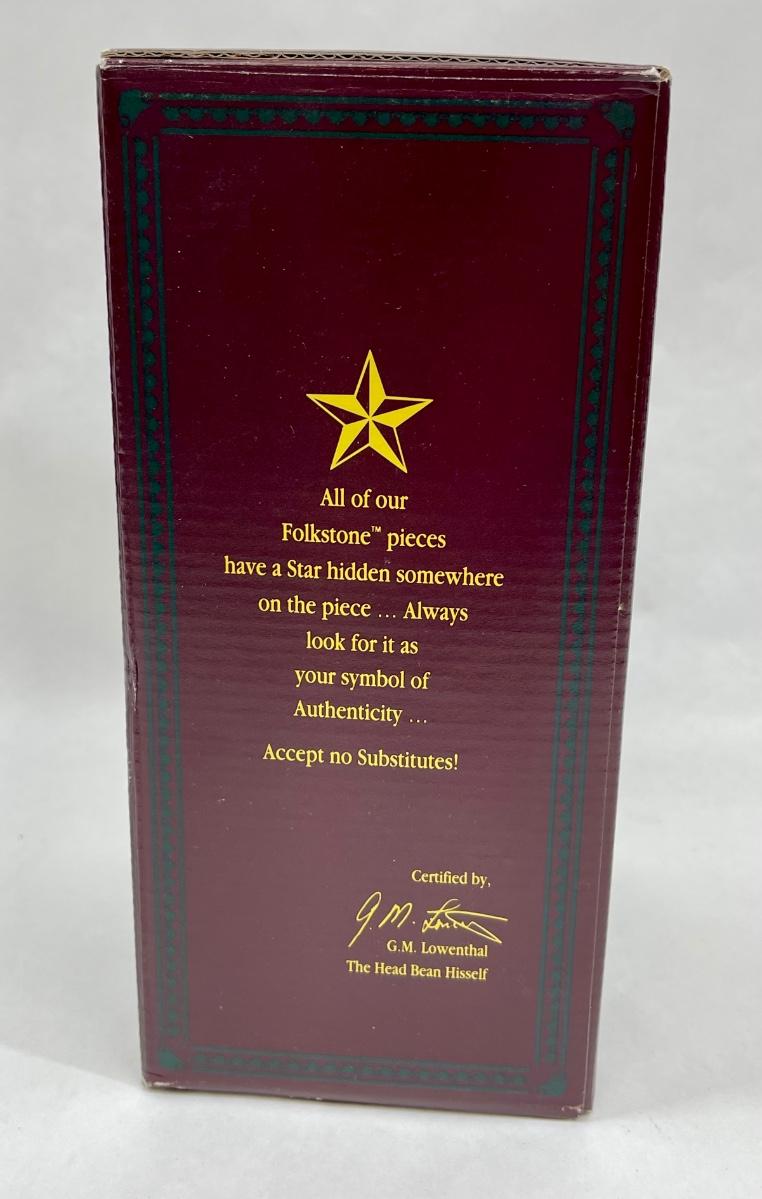 All of our
Folkstone™ pieces
have a Star hidden somewhere
on the piece ... Always
look for it as
your symbol of
Authenticity ...
Accept no Substitutes!
Certified by,
G.M. Lowenthal
G.M. Lowenthal
The Head Bean Hisself